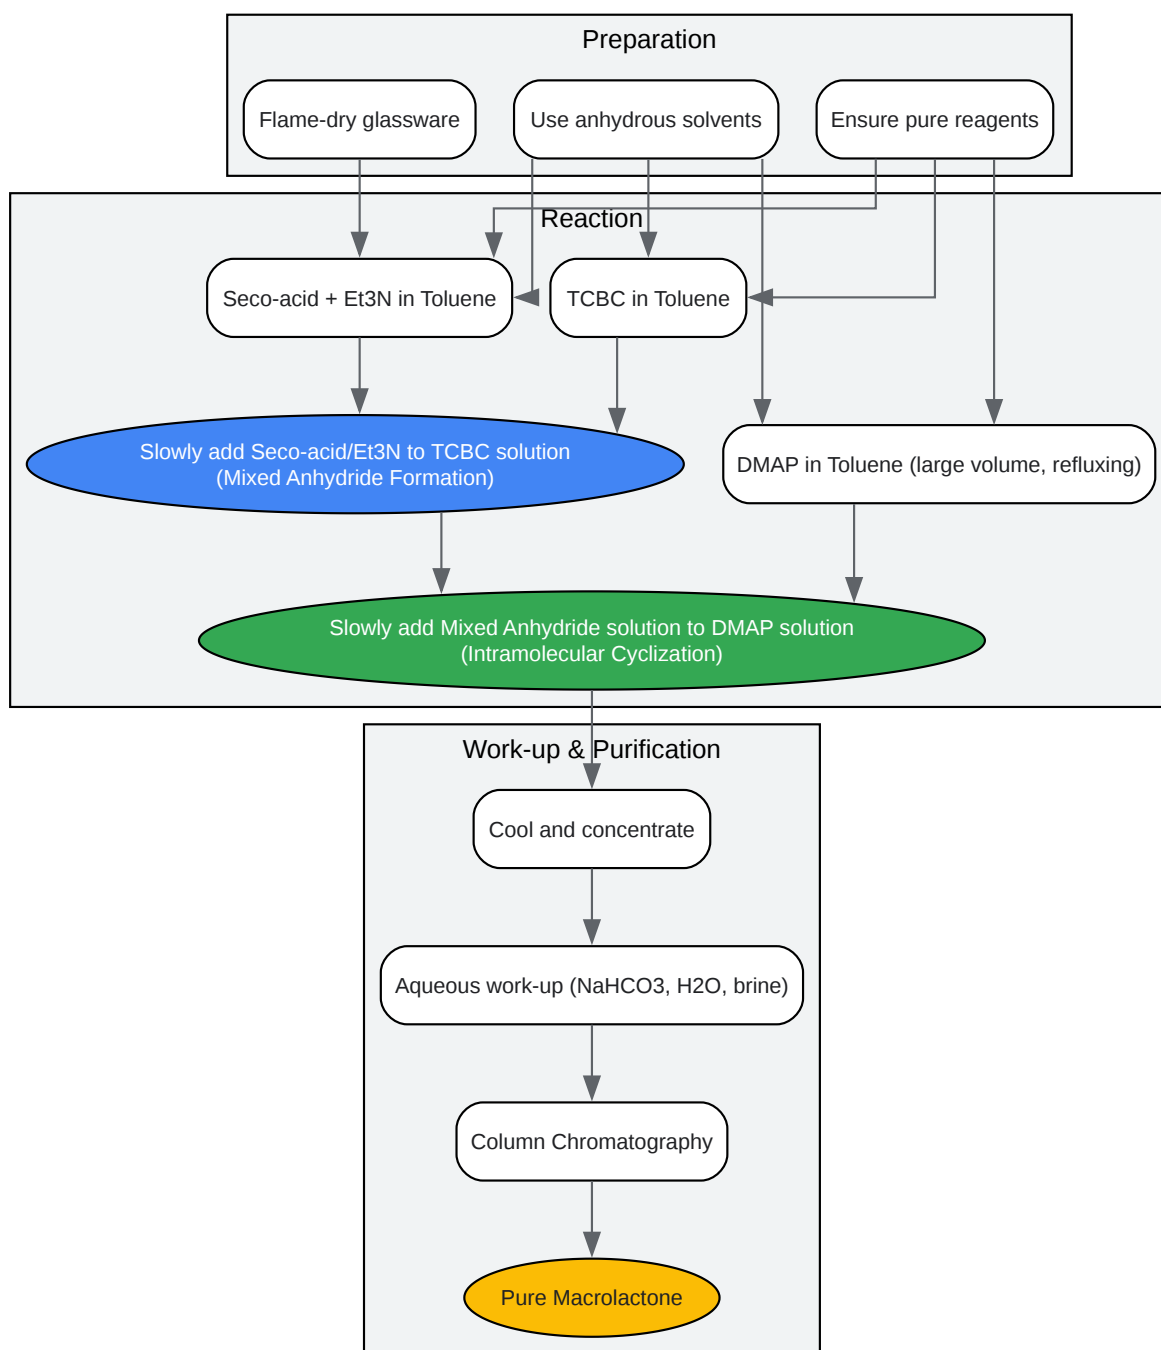 Preparation
Flame-dry glassware
Use anhydrous solvents
Ensure pure reagents
Reaction
Seco-acid + Et3N in Toluene
TCBC in Toluene
Slowly add Seco-acid/Et3N to TCBC solution
(Mixed Anhydride Formation)
DMAP in Toluene (large volume, refluxing)
Slowly add Mixed Anhydride solution to DMAP solution
(Intramolecular Cyclization)
Work-up & Purification
Cool and concentrate
Aqueous work-up (NaHCO3, H2O, brine)
Column Chromatography
Pure Macrolactone